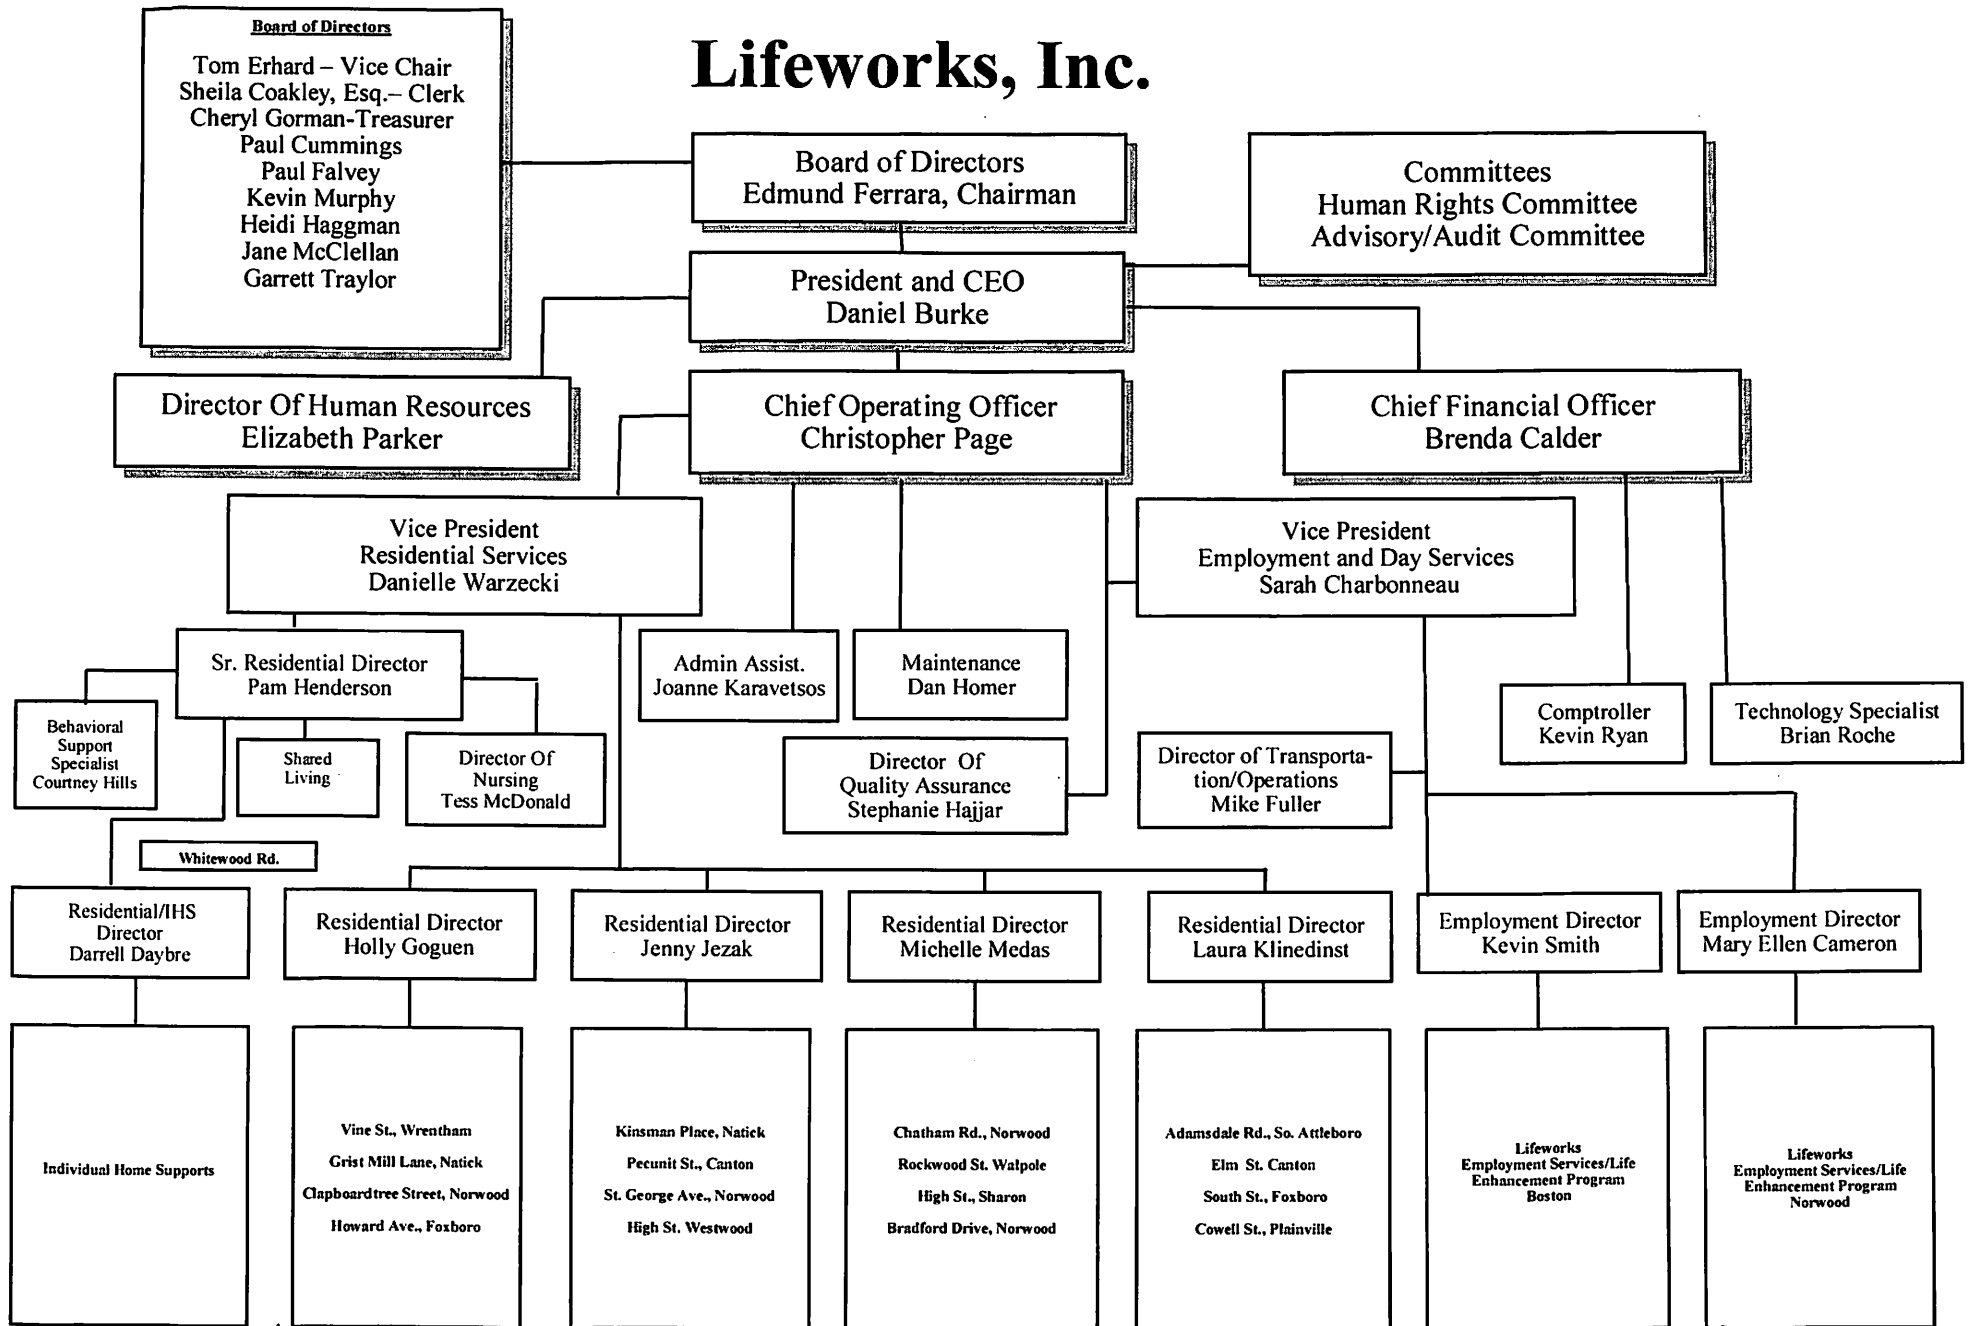 Board of Directors
Tom Erhard – Vice Chair
Sheila Coakley, Esq.– Clerk
Cheryl Gorman-Treasurer
Paul Cummings
Paul Falvey
Kevin Murphy
Heidi Haggman
Jane McClellan
Garrett Traylor
Lifeworks, Inc.
Board of Directors
Edmund Ferrara, Chairman
Committees
Human Rights Committee
Advisory/Audit Committee
President and CEO
Daniel Burke
Director Of Human Resources
Elizabeth Parker
Chief Operating Officer
Christopher Page
Chief Financial Officer
Brenda Calder
Vice President
Residential Services
Danielle Warzecki
Vice President
Employment and Day Services
Sarah Charbonneau
Sr. Residential Director
Pam Henderson
Admin Assist.
Joanne Karavetsos
Maintenance
Dan Homer
Comptroller
Kevin Ryan
Technology Specialist
Brian Roche
Behavioral
Support
Specialist
Courtney Hills
Shared
Living
Director Of
Nursing
Tess McDonald
Director Of
Quality Assurance
Stephanie Hajjar
Director of Transporta-
tion/Operations
Mike Fuller
Whitewood Rd.
Residential/IHS
Director
Darrell Daybre
Residential Director
Holly Goguen
Residential Director
Jenny Jezak
Residential Director
Michelle Medas
Residential Director
Laura Klinedinst
Employment Director
Kevin Smith
Employment Director
Mary Ellen Cameron
Individual Home Supports
Vine St., Wrentham
Grist Mill Lane, Natick
Clapboardtree Street, Norwood
Howard Ave., Foxboro
Kinsman Place, Natick
Pecunit St., Canton
St. George Ave., Norwood
High St. Westwood
Chatham Rd., Norwood
Rockwood St. Walpole
High St., Sharon
Bradford Drive, Norwood
Adamsdale Rd., So. Attleboro
Elm St. Canton
South St., Foxboro
Cowell St., Plainville
Lifeworks
Employment Services/Life
Enhancement Program
Boston
Lifeworks
Employment Services/Life
Enhancement Program
Norwood